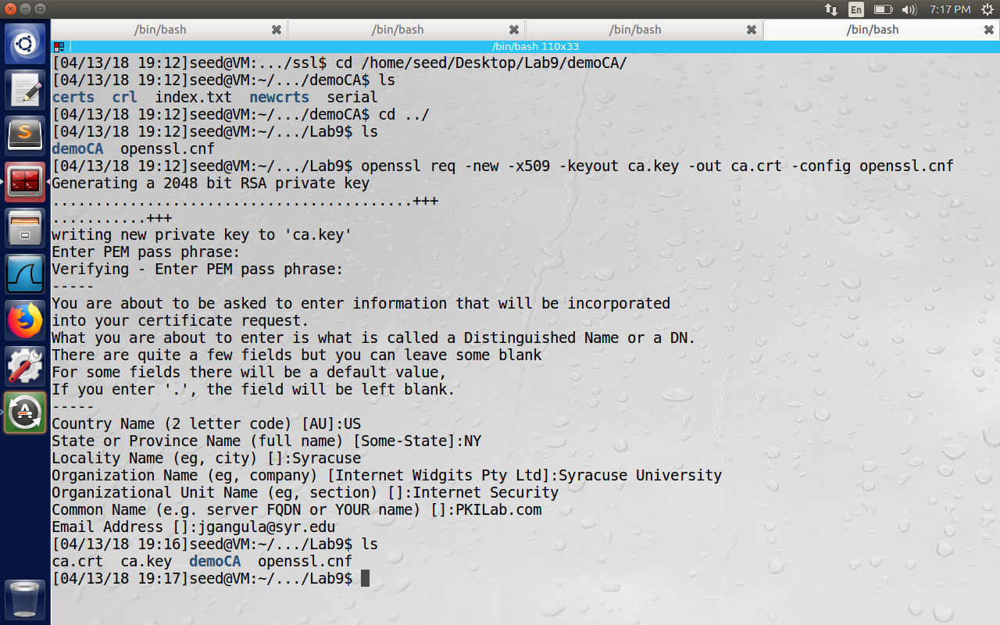 En 7:17 PM
/bin/bash /bin/bash /bin/bash /bin/bash
/bin/bash 110x33
[04/13/18 19:12]seed@VM:.../ssl$ cd /home/seed/Desktop/Lab9/demoCA/
[04/13/18 19:12]seed@VM:~/.../demoCA$ ls
certs  crl  index.txt  newcrts  serial
[04/13/18 19:12]seed@VM:~/.../demoCA$ cd ../
[04/13/18 19:12]seed@VM:~/.../Lab9$ ls
demoCA  openssl.cnf
[04/13/18 19:12]seed@VM:~/.../Lab9$ openssl req -new -x509 -keyout ca.key -out ca.crt -config openssl.cnf
Generating a 2048 bit RSA private key
..........................................+++
...........+++
writing new private key to 'ca.key'
Enter PEM pass phrase:
Verifying - Enter PEM pass phrase:
-----
You are about to be asked to enter information that will be incorporated
into your certificate request.
What you are about to enter is what is called a Distinguished Name or a DN.
There are quite a few fields but you can leave some blank
For some fields there will be a default value,
If you enter '.', the field will be left blank.
-----
Country Name (2 letter code) [AU]:US
State or Province Name (full name) [Some-State]:NY
Locality Name (eg, city) []:Syracuse
Organization Name (eg, company) [Internet Widgits Pty Ltd]:Syracuse University
Organizational Unit Name (eg, section) []:Internet Security
Common Name (e.g. server FQDN or YOUR name) []:PKILab.com
Email Address []:jgangula@syr.edu
[04/13/18 19:16]seed@VM:~/.../Lab9$ ls
ca.crt  ca.key  demoCA  openssl.cnf
[04/13/18 19:17]seed@VM:~/.../Lab9$